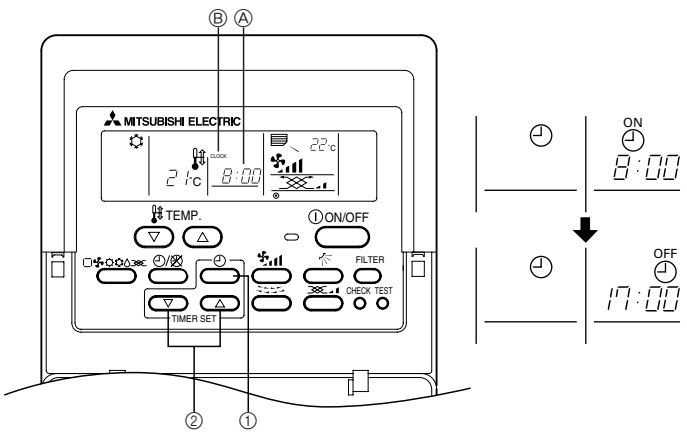 Ⓑ Ⓐ
MITSUBISHI ELECTRIC
CLOCK
22°C
21°C 8:00
TEMP. ON/OFF
FILTER
CHECK TEST
TIMER SET
② ①
ON
8:00
OFF
17:00